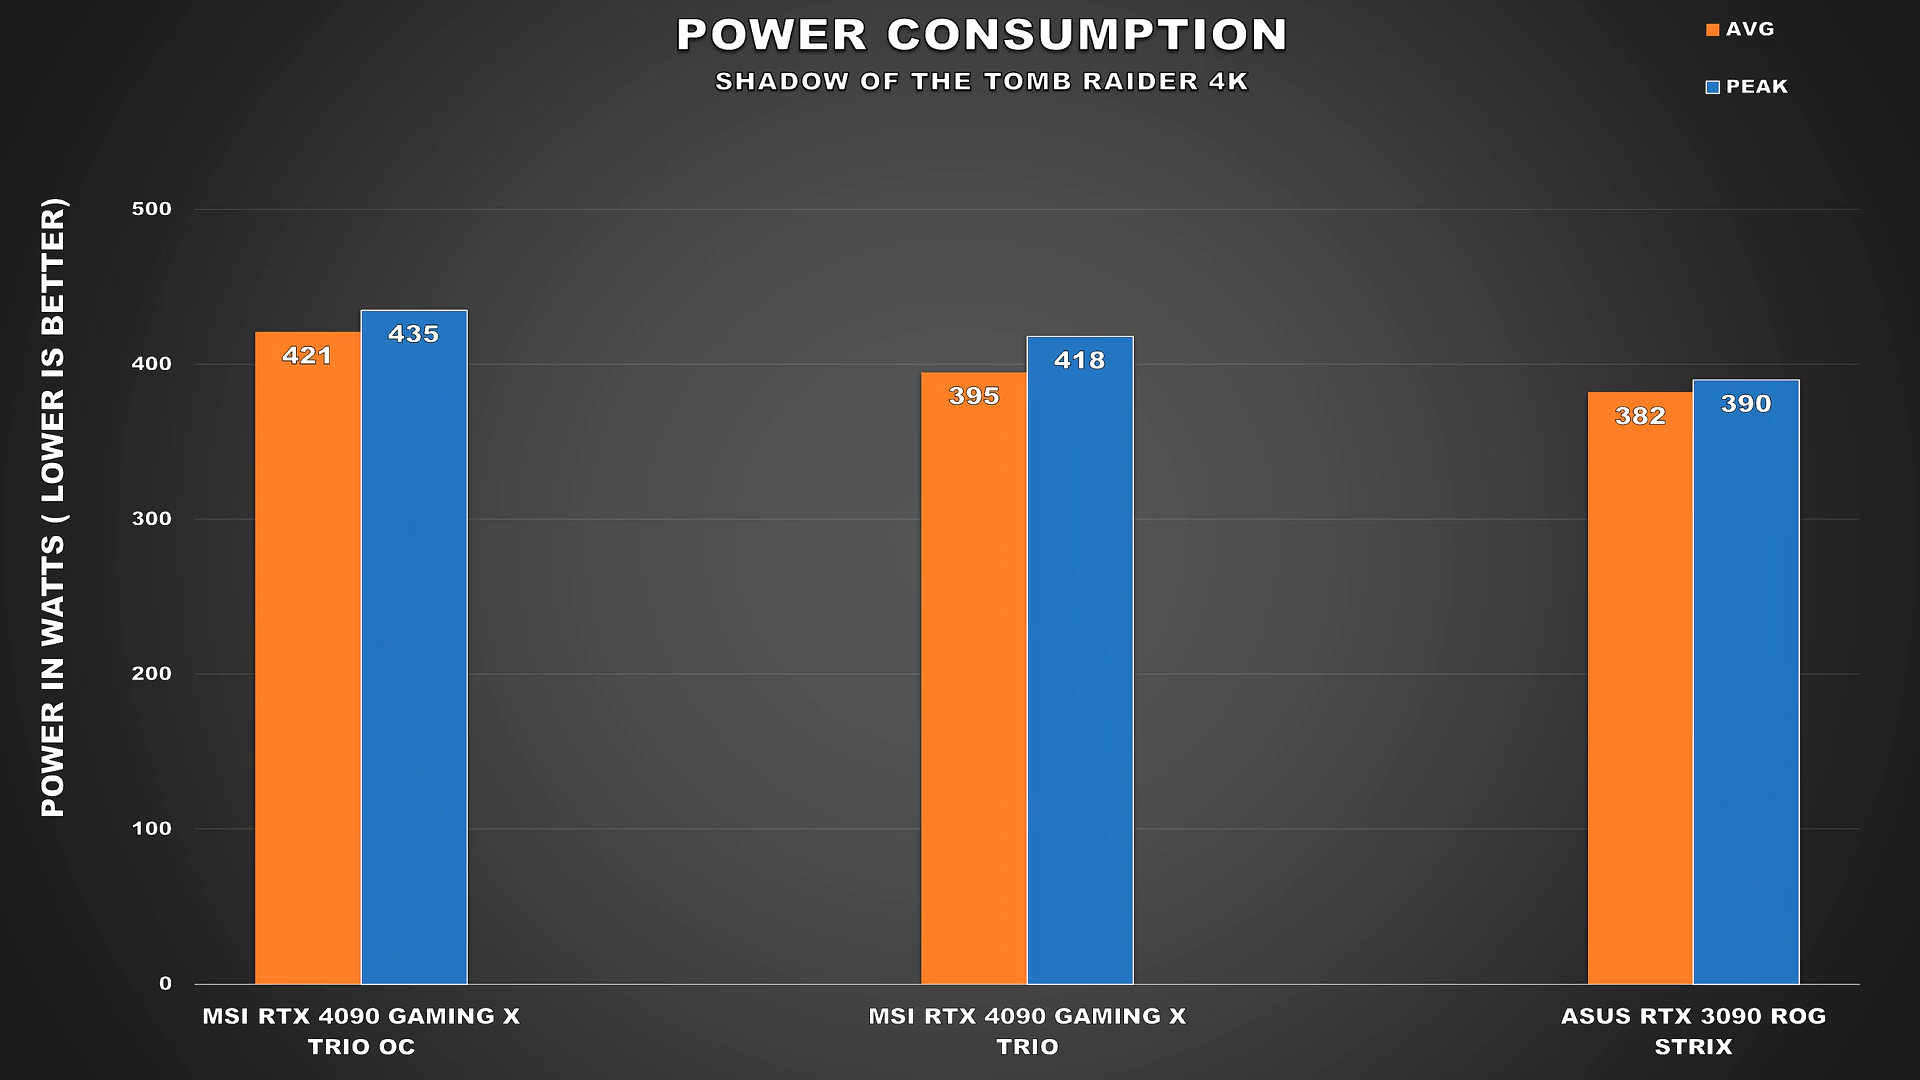 POWER CONSUMPTION
SHADOW OF THE TOMB RAIDER 4K
AVG
PEAK
POWER IN WATTS ( LOWER IS BETTER)
500
400
300
200
100
0
421
435
395
418
382
390
MSI RTX 4090 GAMING X
TRIO OC
MSI RTX 4090 GAMING X
TRIO
ASUS RTX 3090 ROG
STRIX